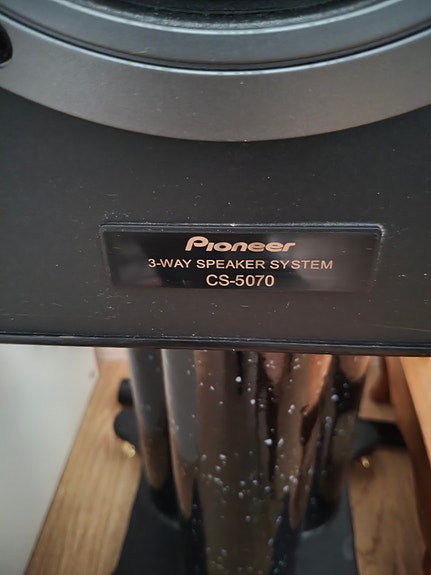 Pioneer
3-WAY SPEAKER SYSTEM
CS-5070